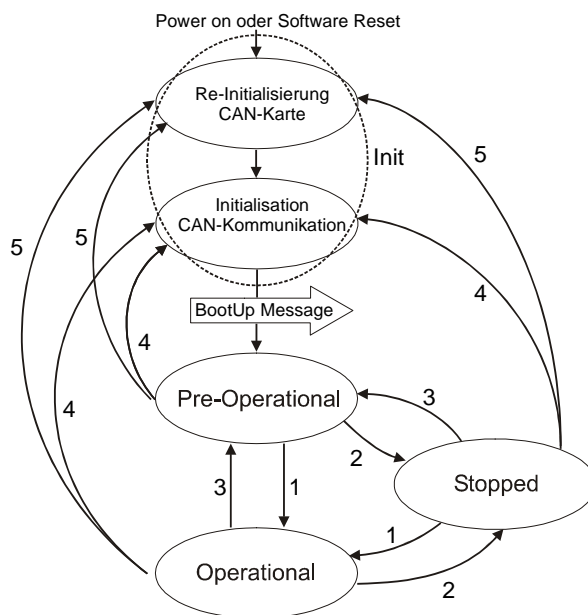 Power on oder Software Reset
Re-Initialisierung
CAN-Karte
Init
5
Initialisation
CAN-Kommunikation
5
5
4
BootUp Message
4
4
Pre-Operational
3
2
3
1
Stopped
1
Operational
2